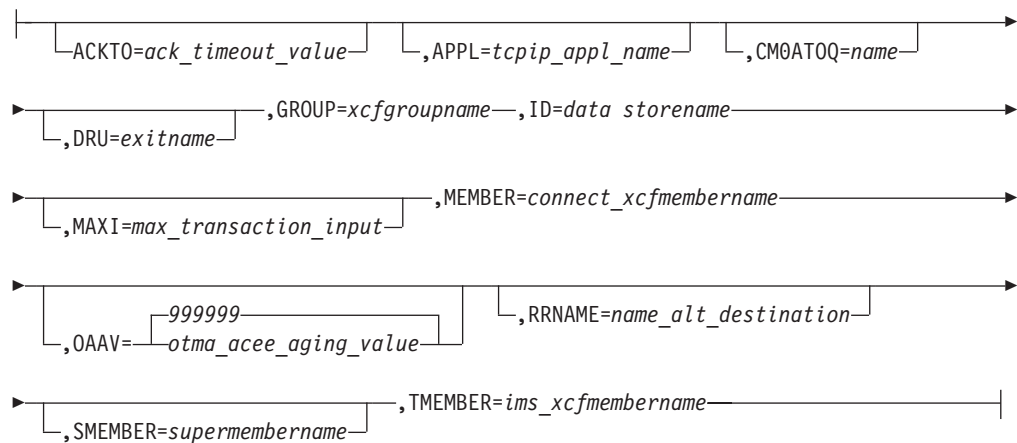 ACKTO=ack_timeout_value ,APPL=tcpip_appl_name ,CM0ATOQ=name
,GROUP=xcfgroupname ,ID=data storename
,DRU=exitname
,MEMBER=connect_xcfmembername
,MAXI=max_transaction_input
999999
,OAAV= otma_acee_aging_value ,RRNAME=name_alt_destination
,TMEMBER=ims_xcfmembername
,SMEMBER=supermembername